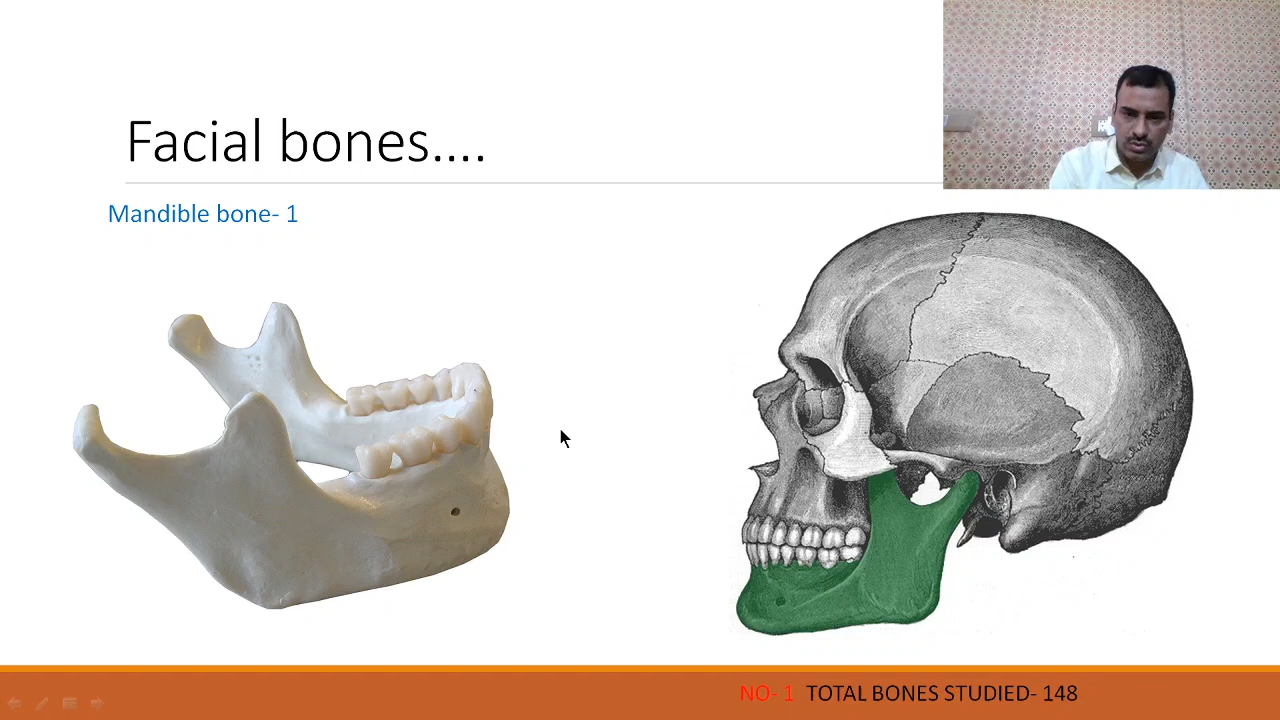 Facial bones....
Mandible bone- 1
NO- 1 TOTAL BONES STUDIED- 148